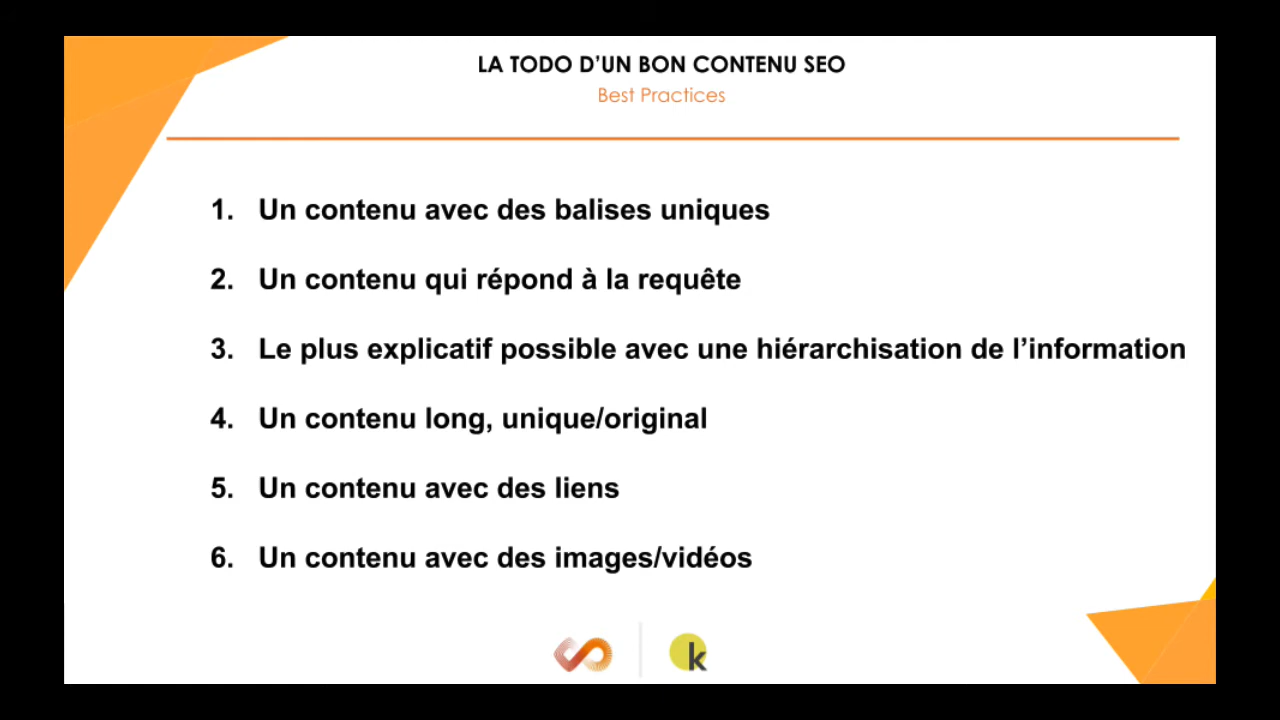 LA TODO D’UN BON CONTENU SEO
Best Practices
1. Un contenu avec des balises uniques
2. Un contenu qui répond à la requête
3. Le plus explicatif possible avec une hiérarchisation de l’information
4. Un contenu long, unique/original
5. Un contenu avec des liens
6. Un contenu avec des images/vidéos
k